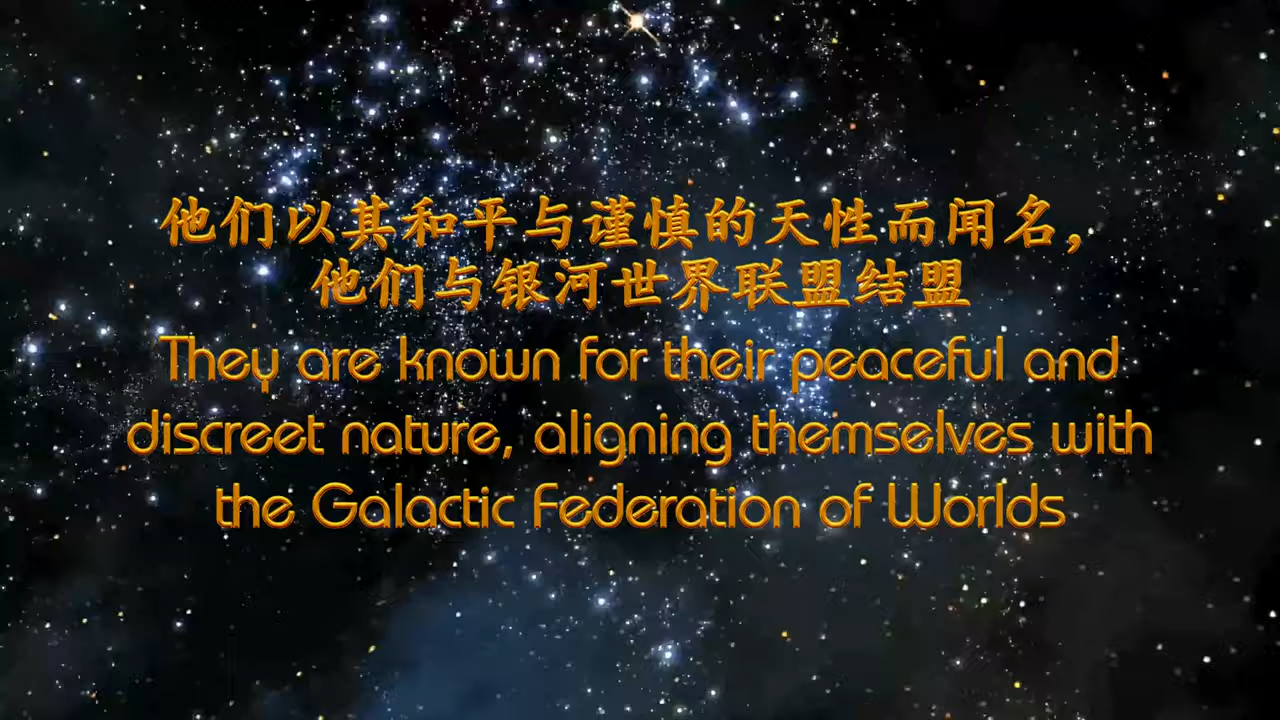 他们以其和平与谨慎的天性而闻名，
他们与银河世界联盟结盟
They are known for their peaceful and
discreet nature, aligning themselves with
the Galactic Federation of Worlds